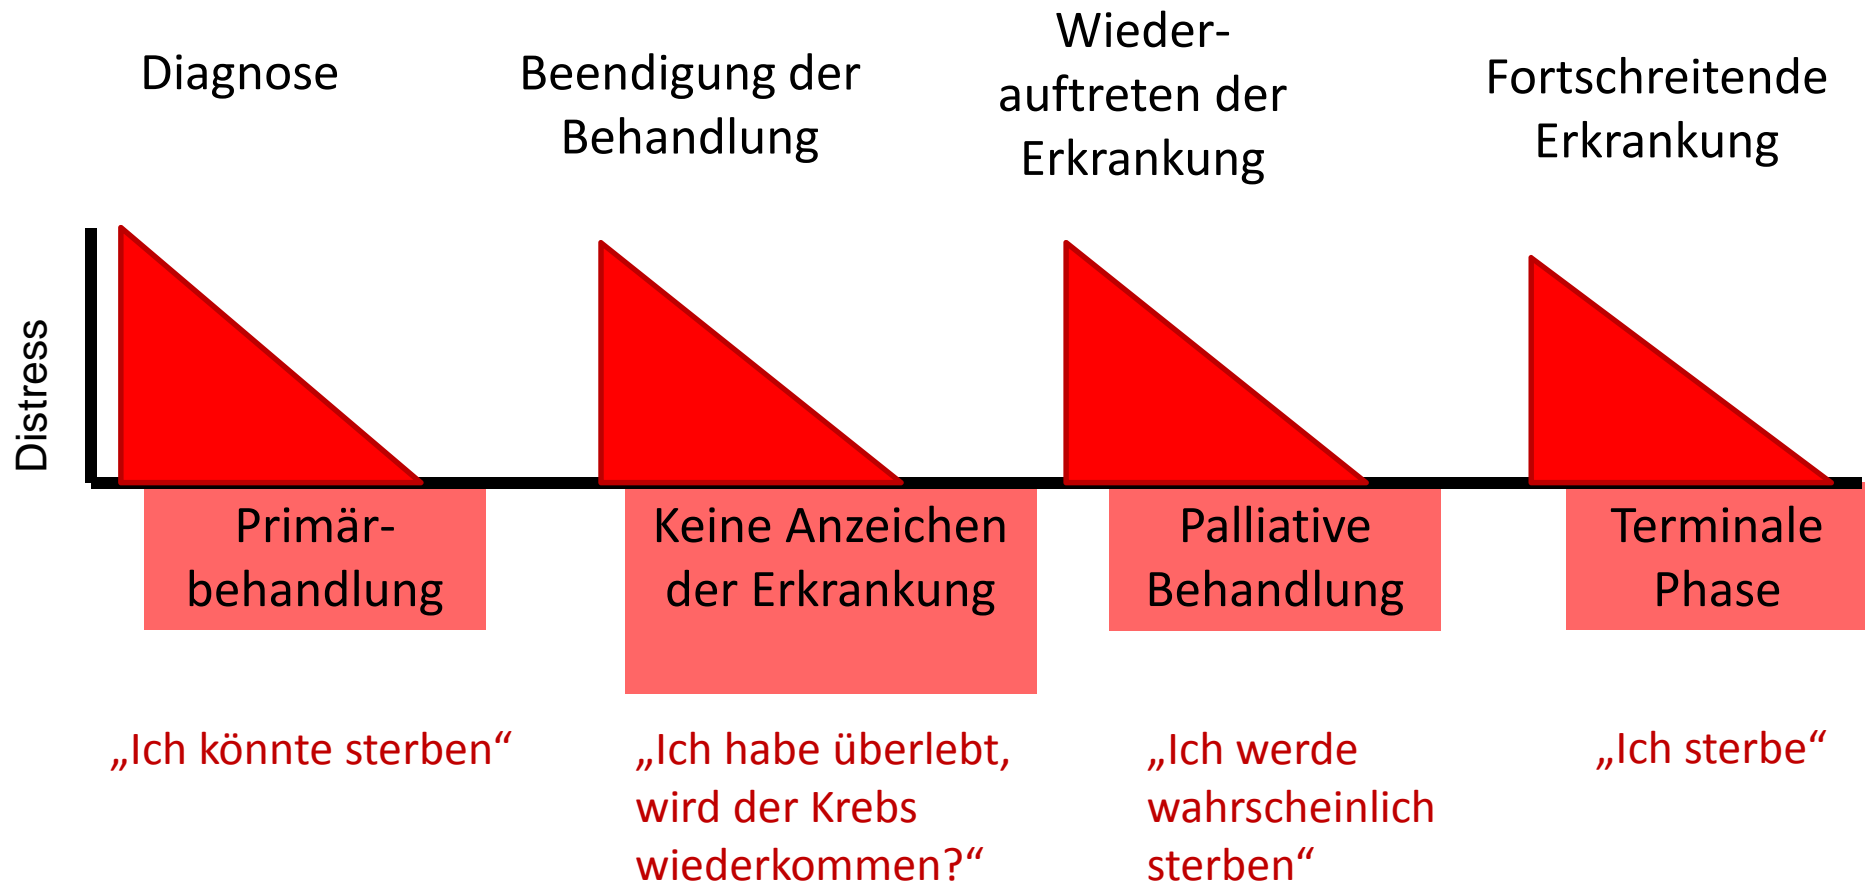 Diagnose
Beendigung der
Behandlung
Wieder-
auftreten der
Erkrankung
Fortschreitende
Erkrankung
Distress
Primär-
behandlung
Keine Anzeichen
der Erkrankung
Palliative
Behandlung
Terminale
Phase
„Ich könnte sterben“
„Ich habe überlebt,
wird der Krebs
wiederkommen?“
„Ich werde
wahrscheinlich
sterben“
„Ich sterbe“